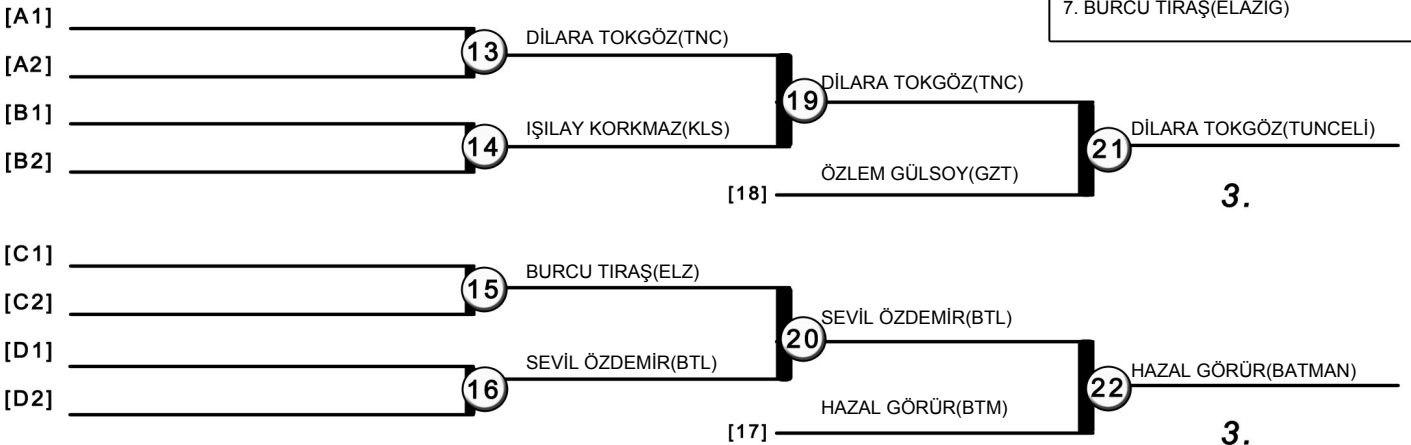 7. BURCU TIRAŞ(ELAZIĞ)
[A1]
[A2]
[B1]
[B2]
13
DİLARA TOKGÖZ(TNC)
14
IŞILAY KORKMAZ(KLS)
19
DİLARA TOKGÖZ(TNC)
[18]
ÖZLEM GÜLSOY(GZT)
21
DİLARA TOKGÖZ(TUNCELİ)
3.
[C1]
[C2]
[D1]
[D2]
15
BURCU TIRAŞ(ELZ)
16
SEVİL ÖZDEMİR(BTL)
20
SEVİL ÖZDEMİR(BTL)
[17]
HAZAL GÖRÜR(BTM)
22
HAZAL GÖRÜR(BATMAN)
3.